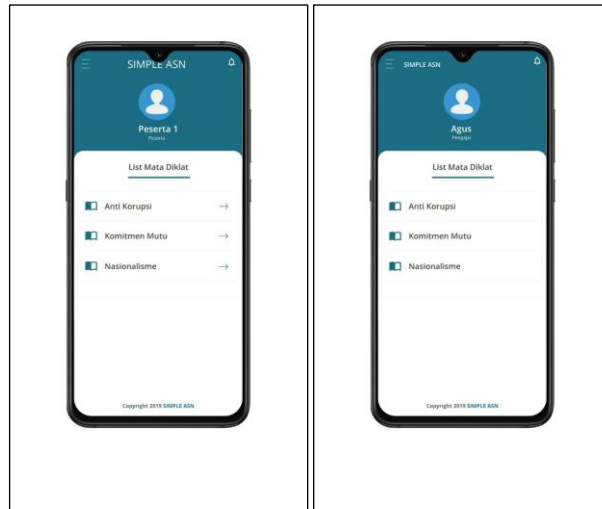 SIMPLE ASN
Peserta 1
Peserta
List Mata Diklat
Anti Korupsi
Komitmen Mutu
Nasionalisme
Copyright 2019 SIMPLE ASN
SIMPLE ASN
Agus
Pengajar
List Mata Diklat
Anti Korupsi
Komitmen Mutu
Nasionalisme
Copyright 2019 SIMPLE ASN